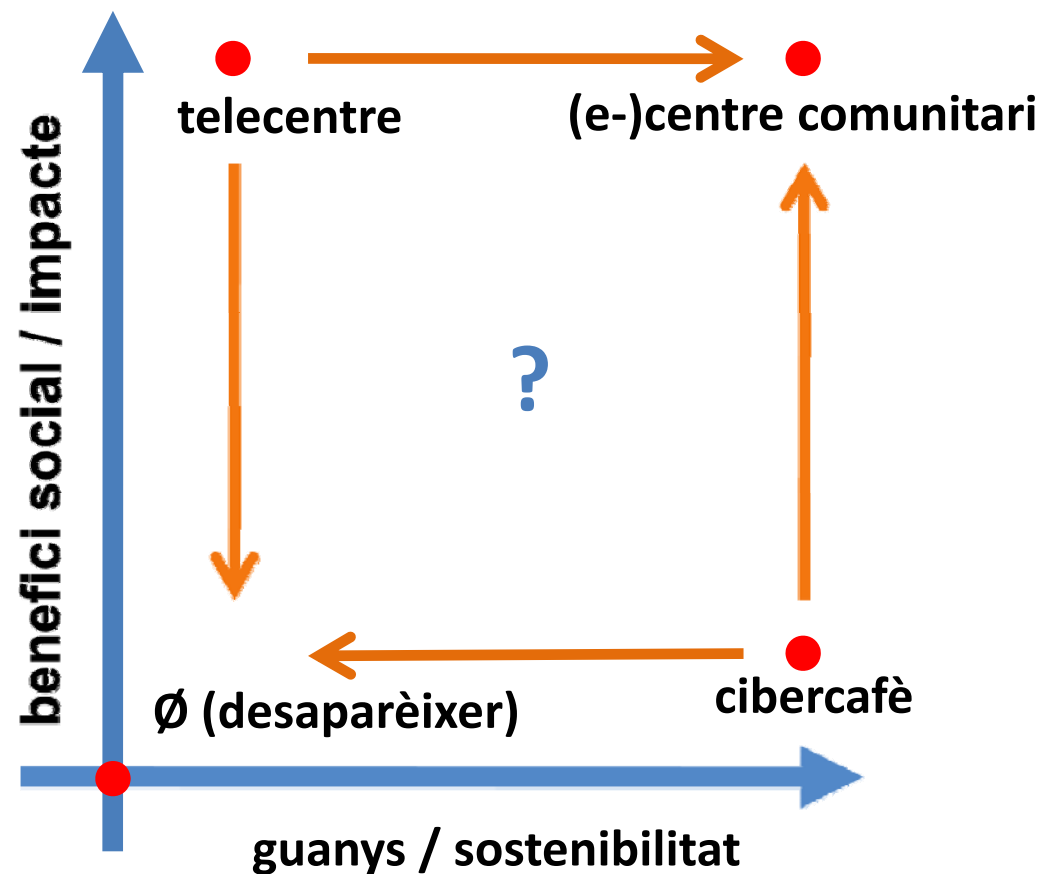 telecentre
(e-)centre comunitari
benefici social / impacte
?
Ø (desaparèixer)
cibercafè
guanys / sostenibilitat